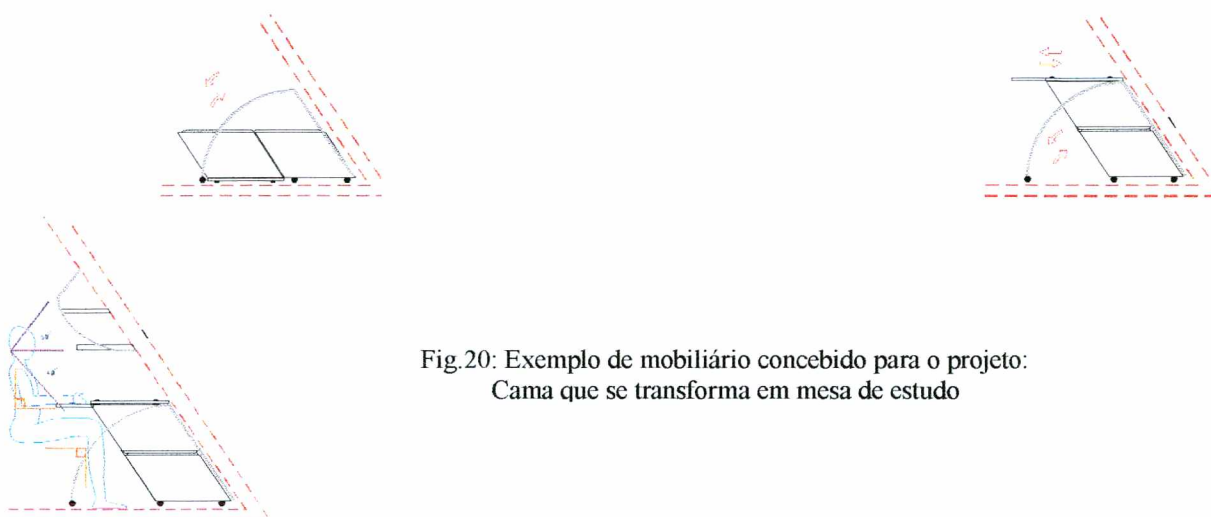 Fig.20: Exemplo de mobiliário concebido para o projeto:
Cama que se transforma em mesa de estudo